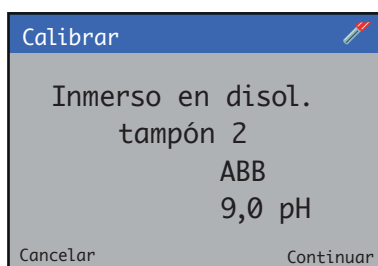 Calibrar
Inmerso en disol.
tampón 2
ABB
9,0 pH
Cancelar Continuar